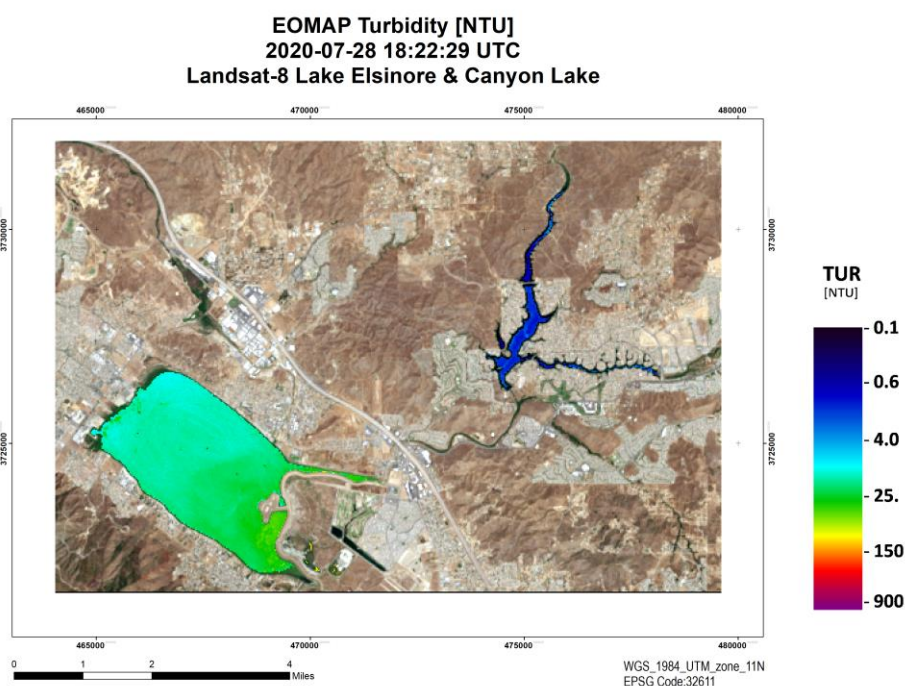 EOMAP Turbidity [NTU]
2020-07-28 18:22:29 UTC
Landsat-8 Lake Elsinore & Canyon Lake
465000
470000
475000
480000
3730000
3730000
3725000
3725000
TUR
[NTU]
0.1
0.6
4.0
25.
150
900
465000
470000
475000
480000
0 1 2 4
Miles
WGS_1984_UTM_zone_11N
EPSG Code:32611